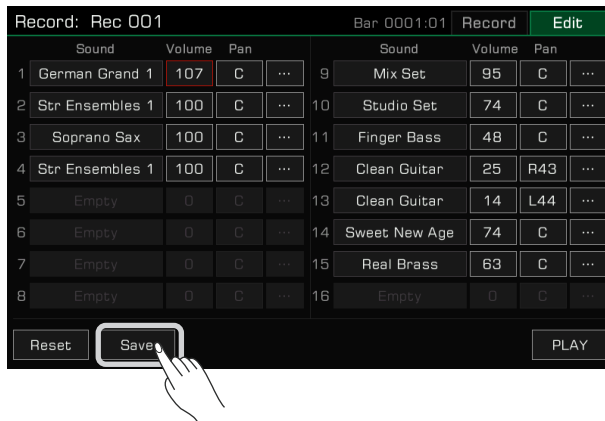 Record: Rec 001 Bar 0001:01 Record Edit
Sound Volume Pan Sound Volume Pan
1 German Grand 1 107 C ... 9 Mix Set 95 C ...
2 Str Ensembles 1 100 C ... 10 Studio Set 74 C ...
3 Soprano Sax 100 C ... 11 Finger Bass 48 C ...
4 Str Ensembles 1 100 C ... 12 Clean Guitar 25 R43 ...
5 Empty 0 C ... 13 Clean Guitar 14 L44 ...
6 Empty 0 C ... 14 Sweet New Age 74 C ...
7 Empty 0 C ... 15 Real Brass 63 C ...
8 Empty 0 C ... 16 Empty 0 C ...
Reset Save PLAY